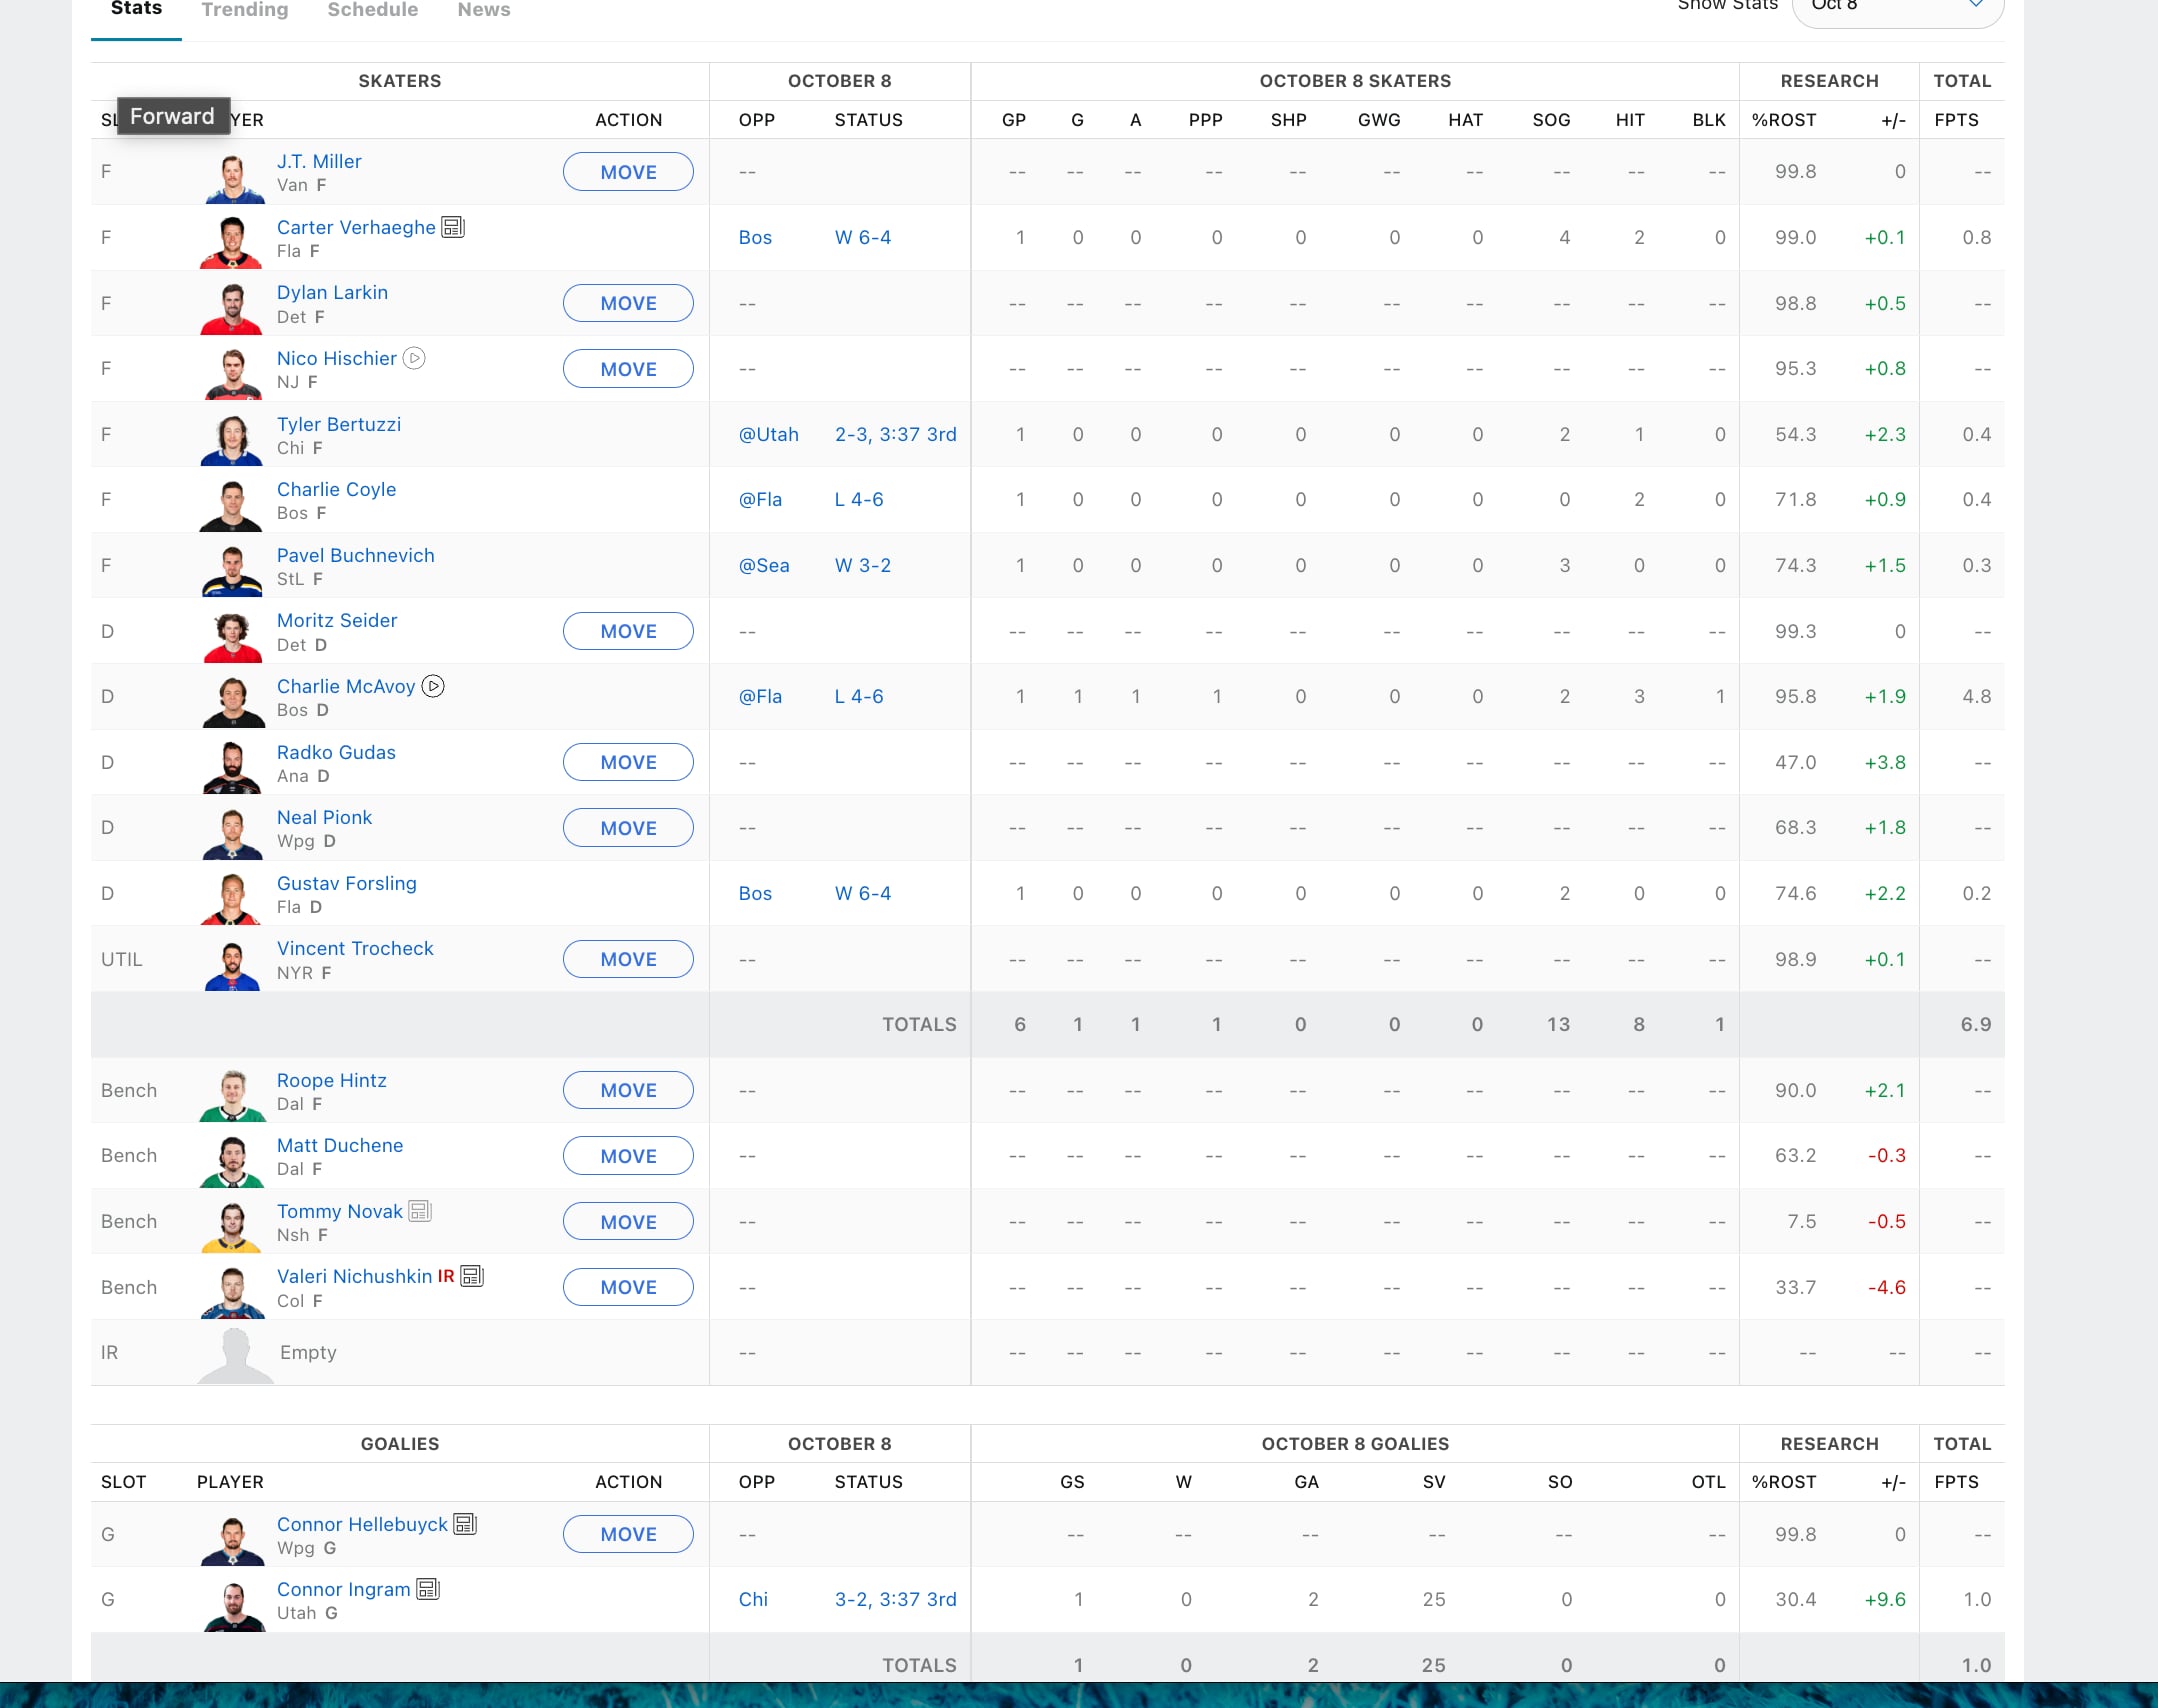 Stats Trending Schedule News Show Stats Oct 8
SKATERS OCTOBER 8 OCTOBER 8 SKATERS RESEARCH TOTAL
Forward
SL YER ACTION OPP STATUS GP G A PPP SHP GWG HAT SOG HIT BLK %ROST +/- FPTS
F J.T. Miller MOVE -- -- -- -- -- -- -- -- -- -- -- 99.8 0 --
Van F
F Carter Verhaeghe Bos W 6-4 1 0 0 0 0 0 0 4 2 0 99.0 +0.1 0.8
Fla F
F Dylan Larkin MOVE -- -- -- -- -- -- -- -- -- -- -- 98.8 +0.5 --
Det F
F Nico Hischier MOVE -- -- -- -- -- -- -- -- -- -- -- 95.3 +0.8 --
NJ F
F Tyler Bertuzzi @Utah 2-3, 3:37 3rd 1 0 0 0 0 0 0 2 1 0 54.3 +2.3 0.4
Chi F
F Charlie Coyle @Fla L 4-6 1 0 0 0 0 0 0 0 2 0 71.8 +0.9 0.4
Bos F
F Pavel Buchnevich @Sea W 3-2 1 0 0 0 0 0 0 3 0 0 74.3 +1.5 0.3
StL F
D Moritz Seider MOVE -- -- -- -- -- -- -- -- -- -- -- 99.3 0 --
Det D
D Charlie McAvoy @Fla L 4-6 1 1 1 1 0 0 0 2 3 1 95.8 +1.9 4.8
Bos D
D Radko Gudas MOVE -- -- -- -- -- -- -- -- -- -- -- 47.0 +3.8 --
Ana D
D Neal Pionk MOVE -- -- -- -- -- -- -- -- -- -- -- 68.3 +1.8 --
Wpg D
D Gustav Forsling Bos W 6-4 1 0 0 0 0 0 0 2 0 0 74.6 +2.2 0.2
Fla D
UTIL Vincent Trocheck MOVE -- -- -- -- -- -- -- -- -- -- -- 98.9 +0.1 --
NYR F
TOTALS 6 1 1 1 0 0 0 13 8 1 6.9
Bench Roope Hintz MOVE -- -- -- -- -- -- -- -- -- -- -- 90.0 +2.1 --
Dal F
Bench Matt Duchene MOVE -- -- -- -- -- -- -- -- -- -- -- 63.2 -0.3 --
Dal F
Bench Tommy Novak MOVE -- -- -- -- -- -- -- -- -- -- -- 7.5 -0.5 --
Nsh F
Bench Valeri Nichushkin IR MOVE -- -- -- -- -- -- -- -- -- -- -- 33.7 -4.6 --
Col F
IR Empty -- -- -- -- -- -- -- -- -- -- -- -- -- --
GOALIES OCTOBER 8 OCTOBER 8 GOALIES RESEARCH TOTAL
SLOT PLAYER ACTION OPP STATUS GS W GA SV SO OTL %ROST +/- FPTS
G Connor Hellebuyck MOVE -- -- -- -- -- -- -- 99.8 0 --
Wpg G
G Connor Ingram Chi 3-2, 3:37 3rd 1 0 2 25 0 0 30.4 +9.6 1.0
Utah G
TOTALS 1 0 2 25 0 0 1.0